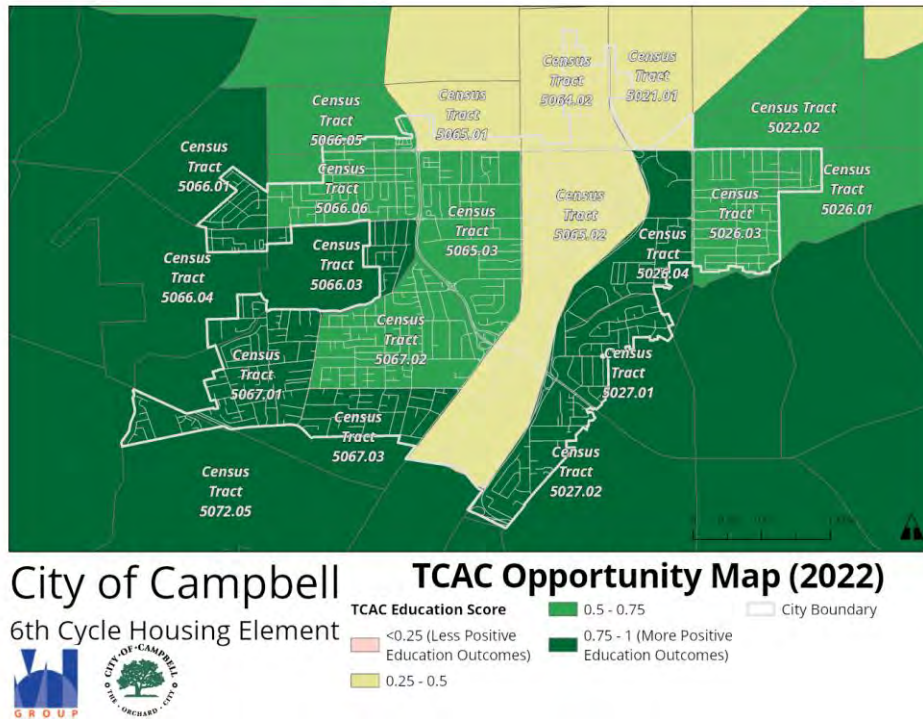 Census
Tract
5064.02
Census
Tract
5021.01
Census
Tract
5065.01
Census
Tract
5066.05
Census Tract
5022.02
Census
Tract
5066.01
Census
Tract
5066.06
Census
Tract
5026.01
Census
Tract
5065.03
Census
Tract
5065.02
Census
Tract
5026.03
Census
Tract
5026.04
Census
Tract
5066.03
Census
Tract
5066.04
Census
Tract
5067.02
Census
Tract
5067.01
Census
Tract
5027.01
Census
Tract
5067.03
Census
Tract
5027.02
Census
Tract
5072.05
City of Campbell
6th Cycle Housing Element
GROUP
CITY·OF·CAMPBELL
·THE·ORCHARD·CITY·
TCAC Opportunity Map (2022)
TCAC Education Score
<0.25 (Less Positive
Education Outcomes)
0.25 - 0.5
0.5 - 0.75
0.75 - 1 (More Positive
Education Outcomes)
City Boundary